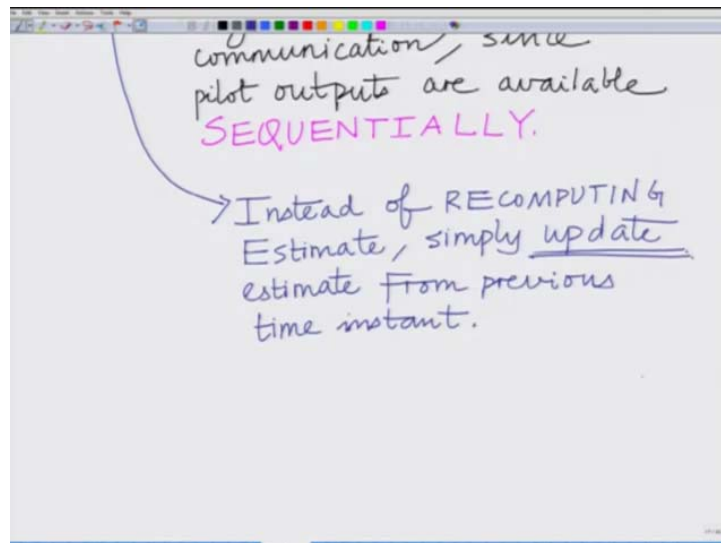 communication, since
pilot outputs are available
SEQUENTIALLY.
Instead of RECOMPUTING
Estimate, simply update
estimate From previous
time instant.